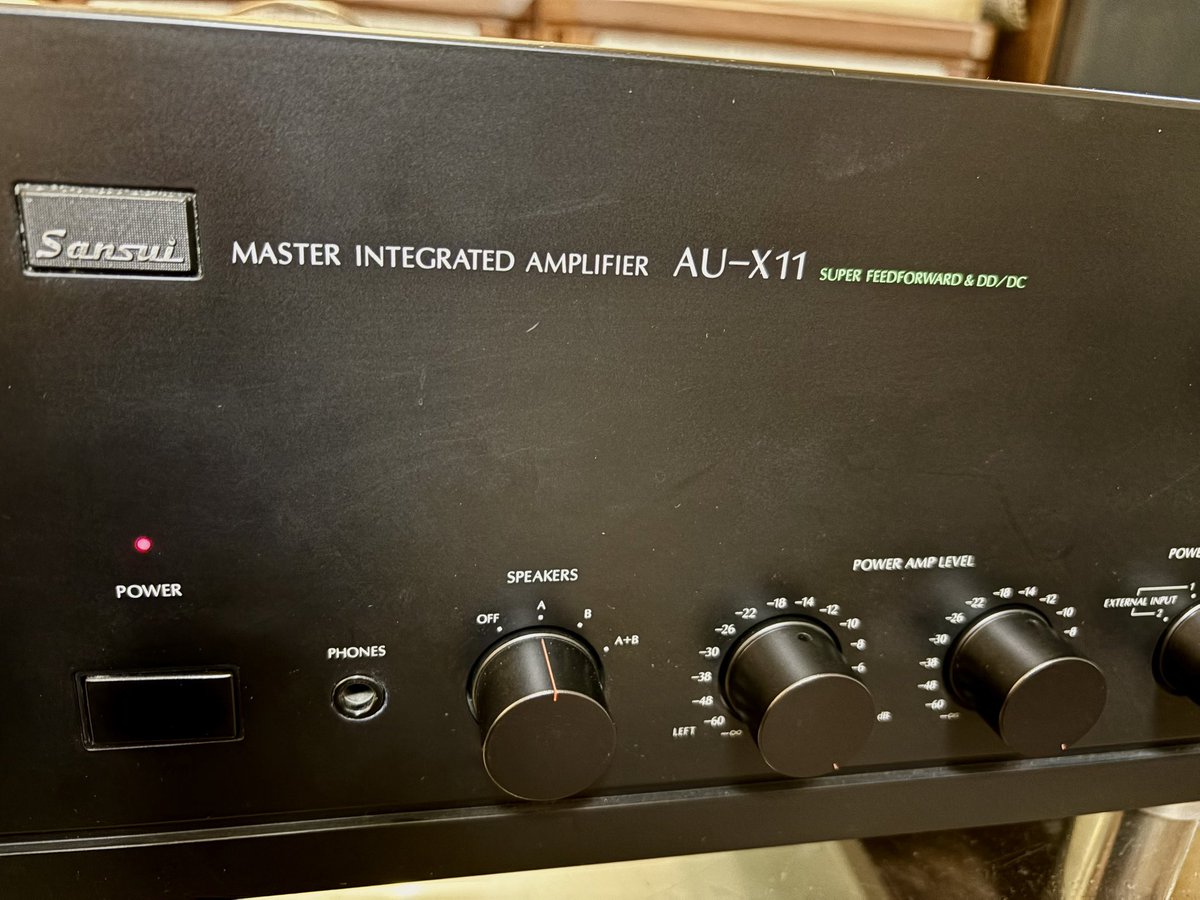 Sansui
MASTER INTEGRATED AMPLIFIER AU-X11 SUPER FEEDFORWARD & DD/DC
POWER
PHONES
SPEAKERS
OFF
A
B
A+B
POWER AMP LEVEL
-∞
-60
-48
-38
-30
-26
-22
-18
-14
-12
-10
-8
-6
LEFT
dB
-∞
-60
-48
-38
-30
-26
-22
-18
-14
-12
-10
-8
EXTERNAL INPUT
1
2